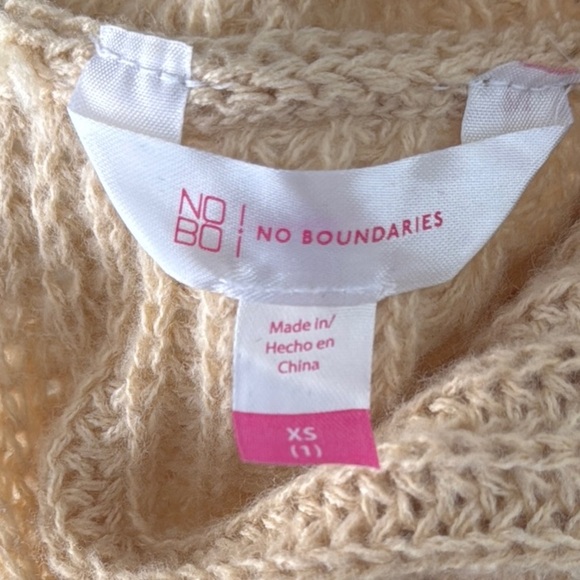 NO
BO
NO BOUNDARIES
Made in/
Hecho en
China
XS
(1)